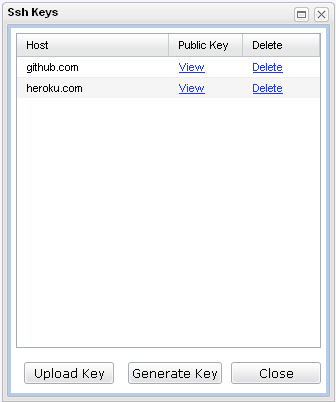 Ssh Keys
Host Public Key Delete
github.com View Delete
heroku.com View Delete
Upload Key Generate Key Close